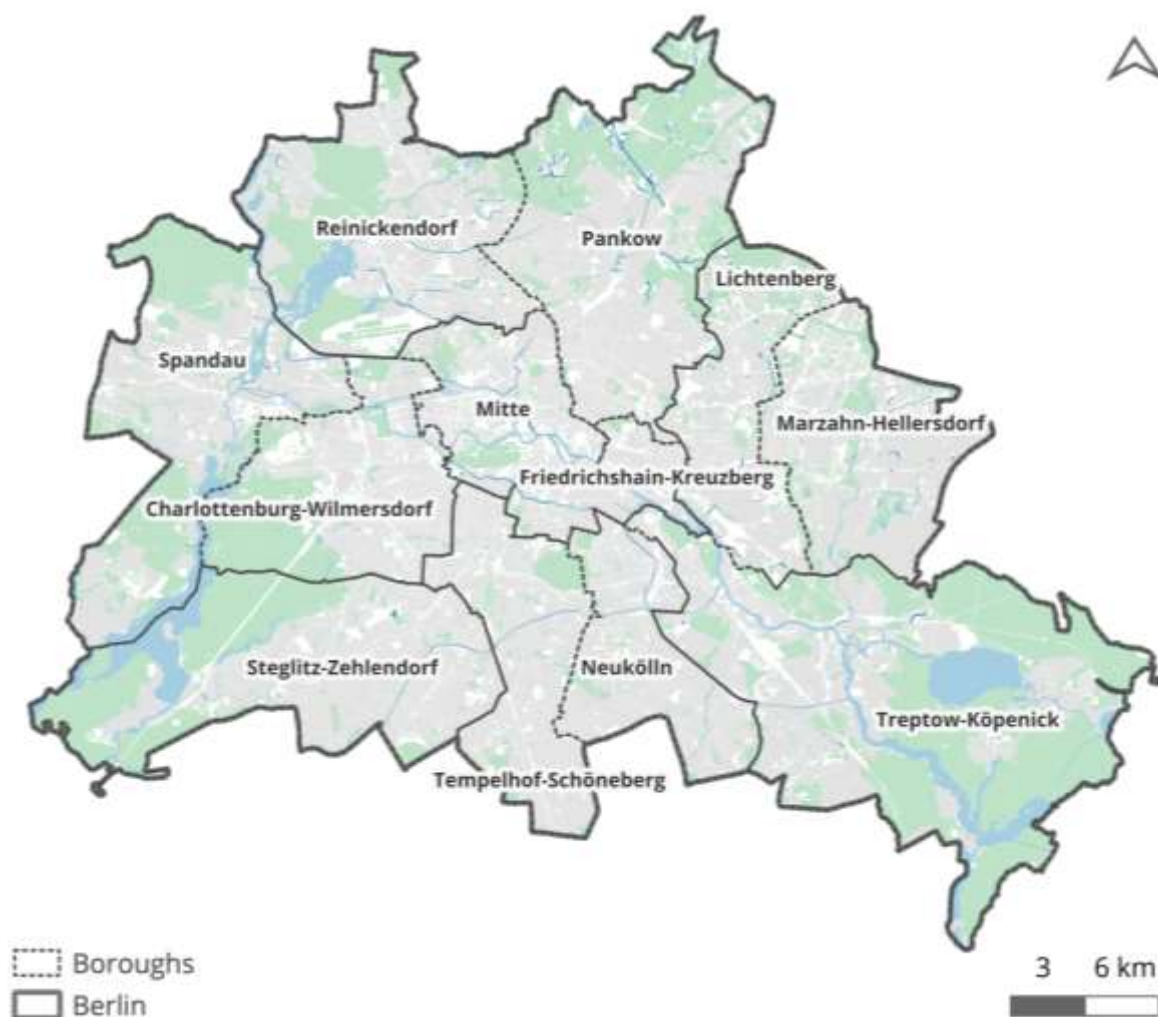 Reinickendorf
Pankow
Lichtenberg
Spandau
Mitte
Marzahn-Hellersdorf
Friedrichshain-Kreuzberg
Charlottenburg-Wilmersdorf
Steglitz-Zehlendorf
Neukölln
Treptow-Köpenick
Tempelhof-Schöneberg
Boroughs
3 6 km
Berlin